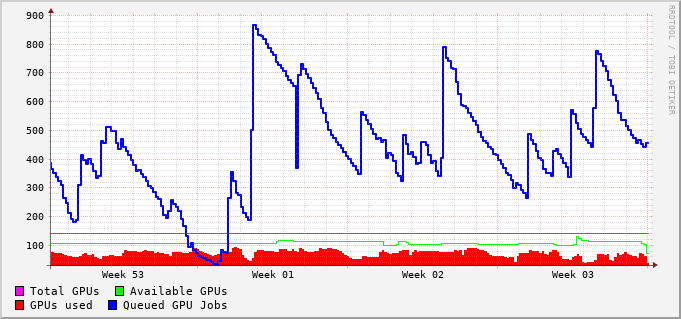 900
800
700
600
500
400
300
200
100
Week 53 Week 01 Week 02 Week 03
Total GPUs Available GPUs
GPUs used Queued GPU Jobs
RRDTOOL / TOBI OETIKER